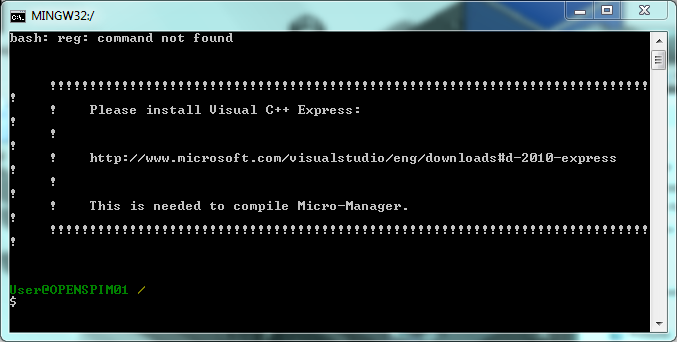 MINGW32:/
bash: reg: command not found
!!!!!!!!!!!!!!!!!!!!!!!!!!!!!!!!!!!!!!!!!!!!!!!!!!!!!!!!!!!!!!!!!!!!!!!!!!!
!
! Please install Visual C++ Express:
!
!
!
! http://www.microsoft.com/visualstudio/eng/downloads#d-2010-express
!
!
!
! This is needed to compile Micro-Manager.
!
!!!!!!!!!!!!!!!!!!!!!!!!!!!!!!!!!!!!!!!!!!!!!!!!!!!!!!!!!!!!!!!!!!!!!!!!!!!
!
User@OPENSPIM01 /
$